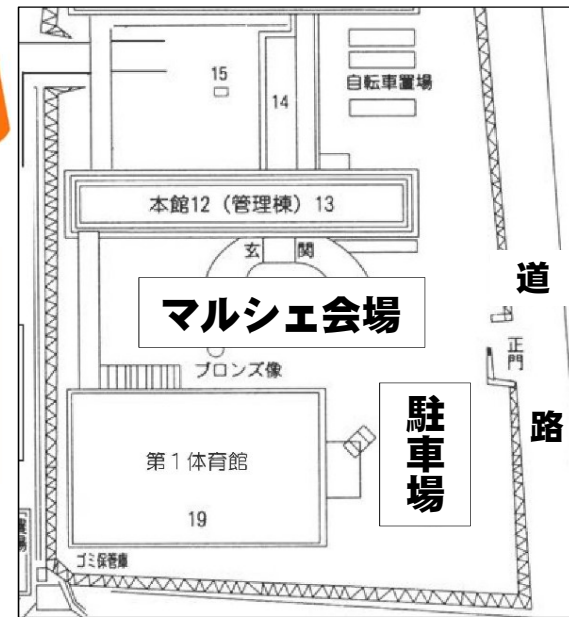 15
14
自転車置場
本館12（管理棟）13
玄関
マルシェ会場
道路
正門
ブロンズ像
駐車場
第1体育館
19
ゴミ保管庫